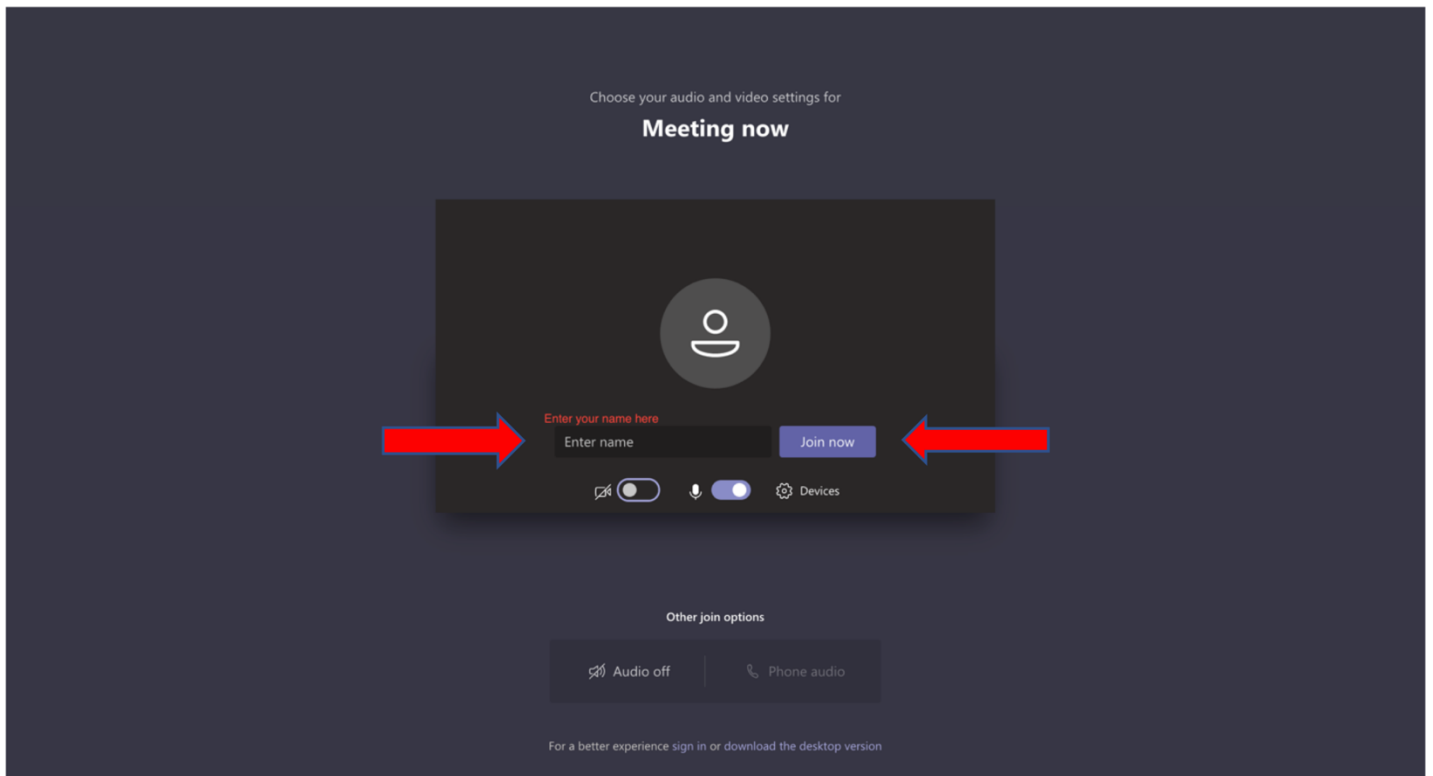 Choose your audio and video settings for
Meeting now
Enter your name here
Enter name
Join now
Devices
Other join options
Audio off
Phone audio
For a better experience sign in or download the desktop version